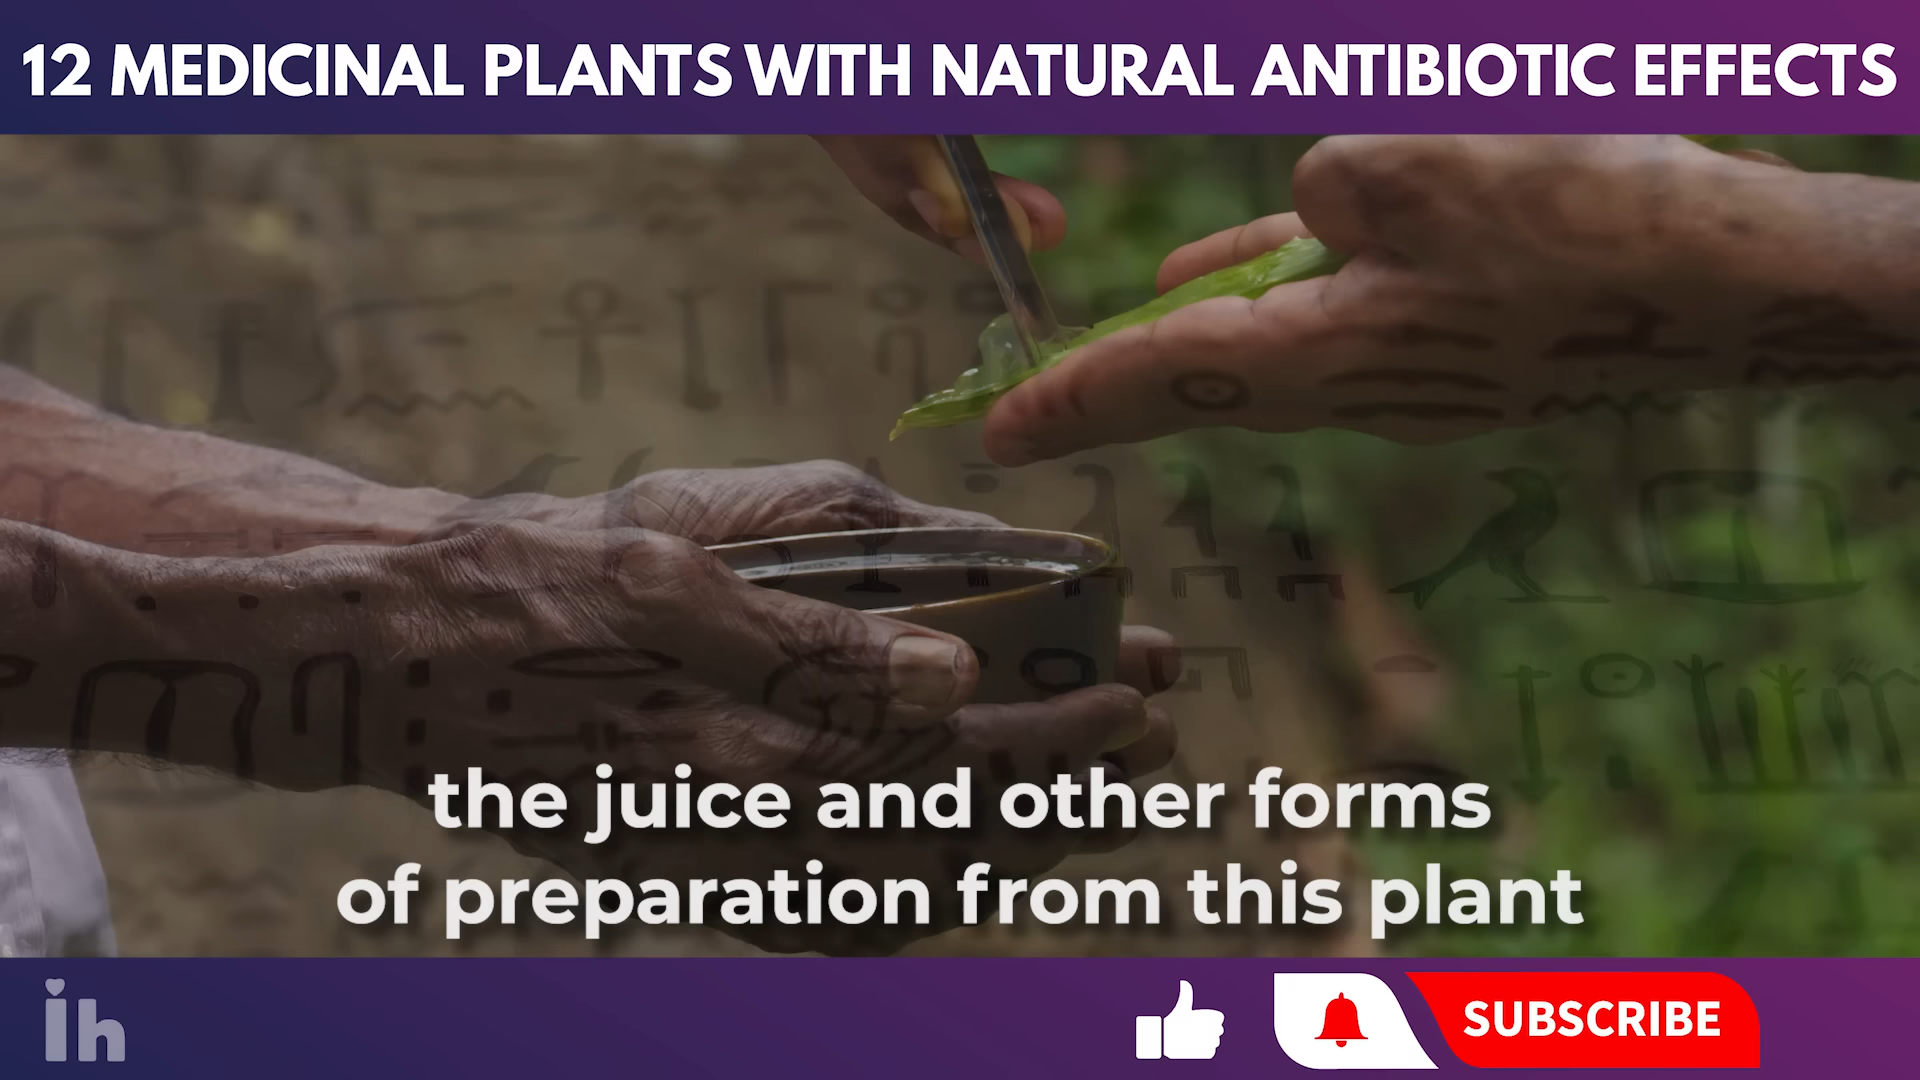 12 MEDICINAL PLANTS WITH NATURAL ANTIBIOTIC EFFECTS
the juice and other forms
of preparation from this plant
ih
SUBSCRIBE